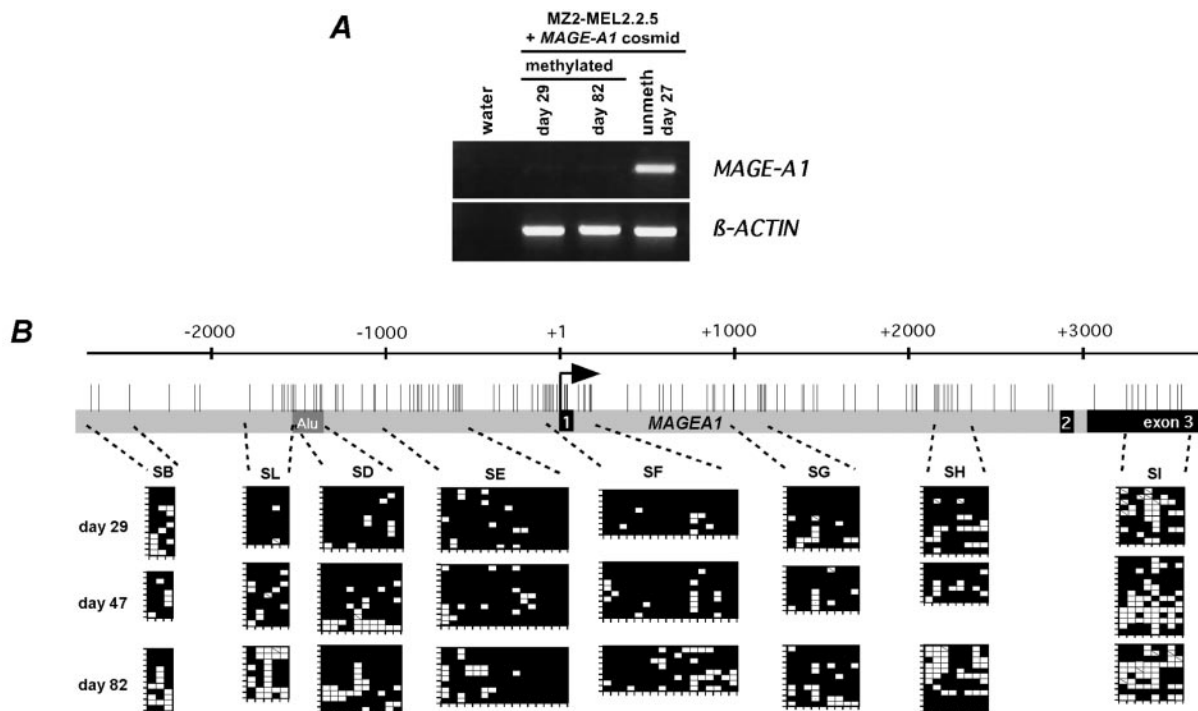 A
MZ2-MEL2.2.5
+ MAGE-A1 cosmid
methylated
water
day 29
day 82
unmeth
day 27
MAGE-A1
ß-ACTIN
B
-2000 -1000 +1 +1000 +2000 +3000
Alu 1 MAGEA1 2 exon 3
SB SL SD SE SF SG SH SI
day 29
day 47
day 82